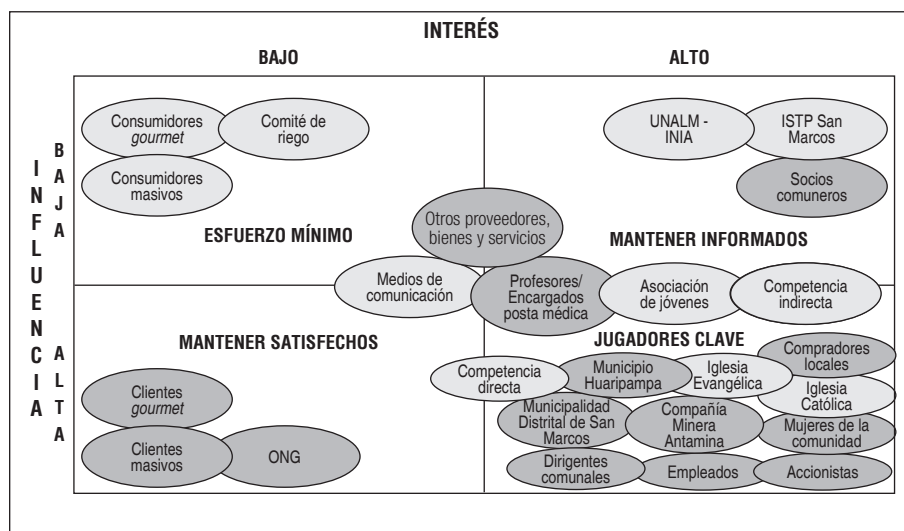 INTERÉS
BAJO
ALTO
INFLUENCIA
BAJA
ALTA
Consumidores
gourmet
Comité de
riego
Consumidores
masivos
ESFUERZO MÍNIMO
UNALM -
INIA
ISTP San
Marcos
Socios
comuneros
MANTENER INFORMADOS
Otros proveedores,
bienes y servicios
Medios de
comunicación
Profesores/
Encargados
posta médica
Asociación
de jóvenes
Competencia
indirecta
MANTENER SATISFECHOS
Clientes
gourmet
Clientes
masivos
ONG
JUGADORES CLAVE
Competencia
directa
Municipio
Huaripampa
Iglesia
Evangélica
Compradores
locales
Iglesia
Católica
Municipalidad
Distrital de San
Marcos
Compañía
Minera
Antamina
Mujeres de la
comunidad
Dirigentes
comunales
Empleados
Accionistas